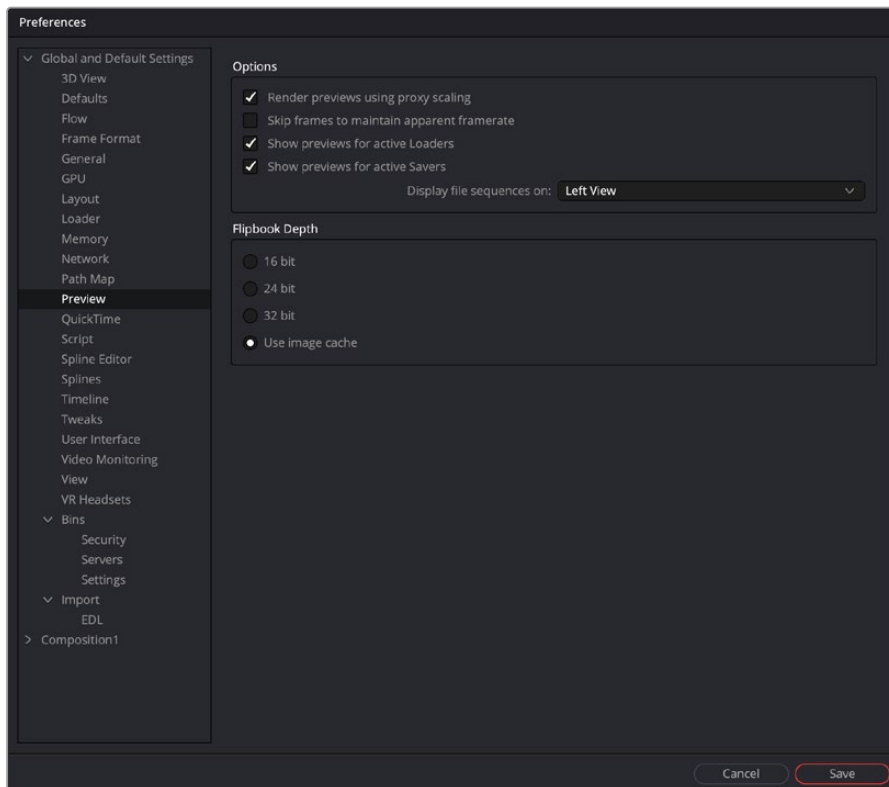 Preferences
Global and Default Settings
3D View
Defaults
Flow
Frame Format
General
GPU
Layout
Loader
Memory
Network
Path Map
Preview
QuickTime
Script
Spline Editor
Splines
Timeline
Tweaks
User Interface
Video Monitoring
View
VR Headsets
Bins
Security
Servers
Settings
Import
EDL
Composition1
Options
Render previews using proxy scaling
Skip frames to maintain apparent framerate
Show previews for active Loaders
Show previews for active Savers
Display file sequences on: Left View
Flipbook Depth
16 bit
24 bit
32 bit
Use image cache
Cancel Save